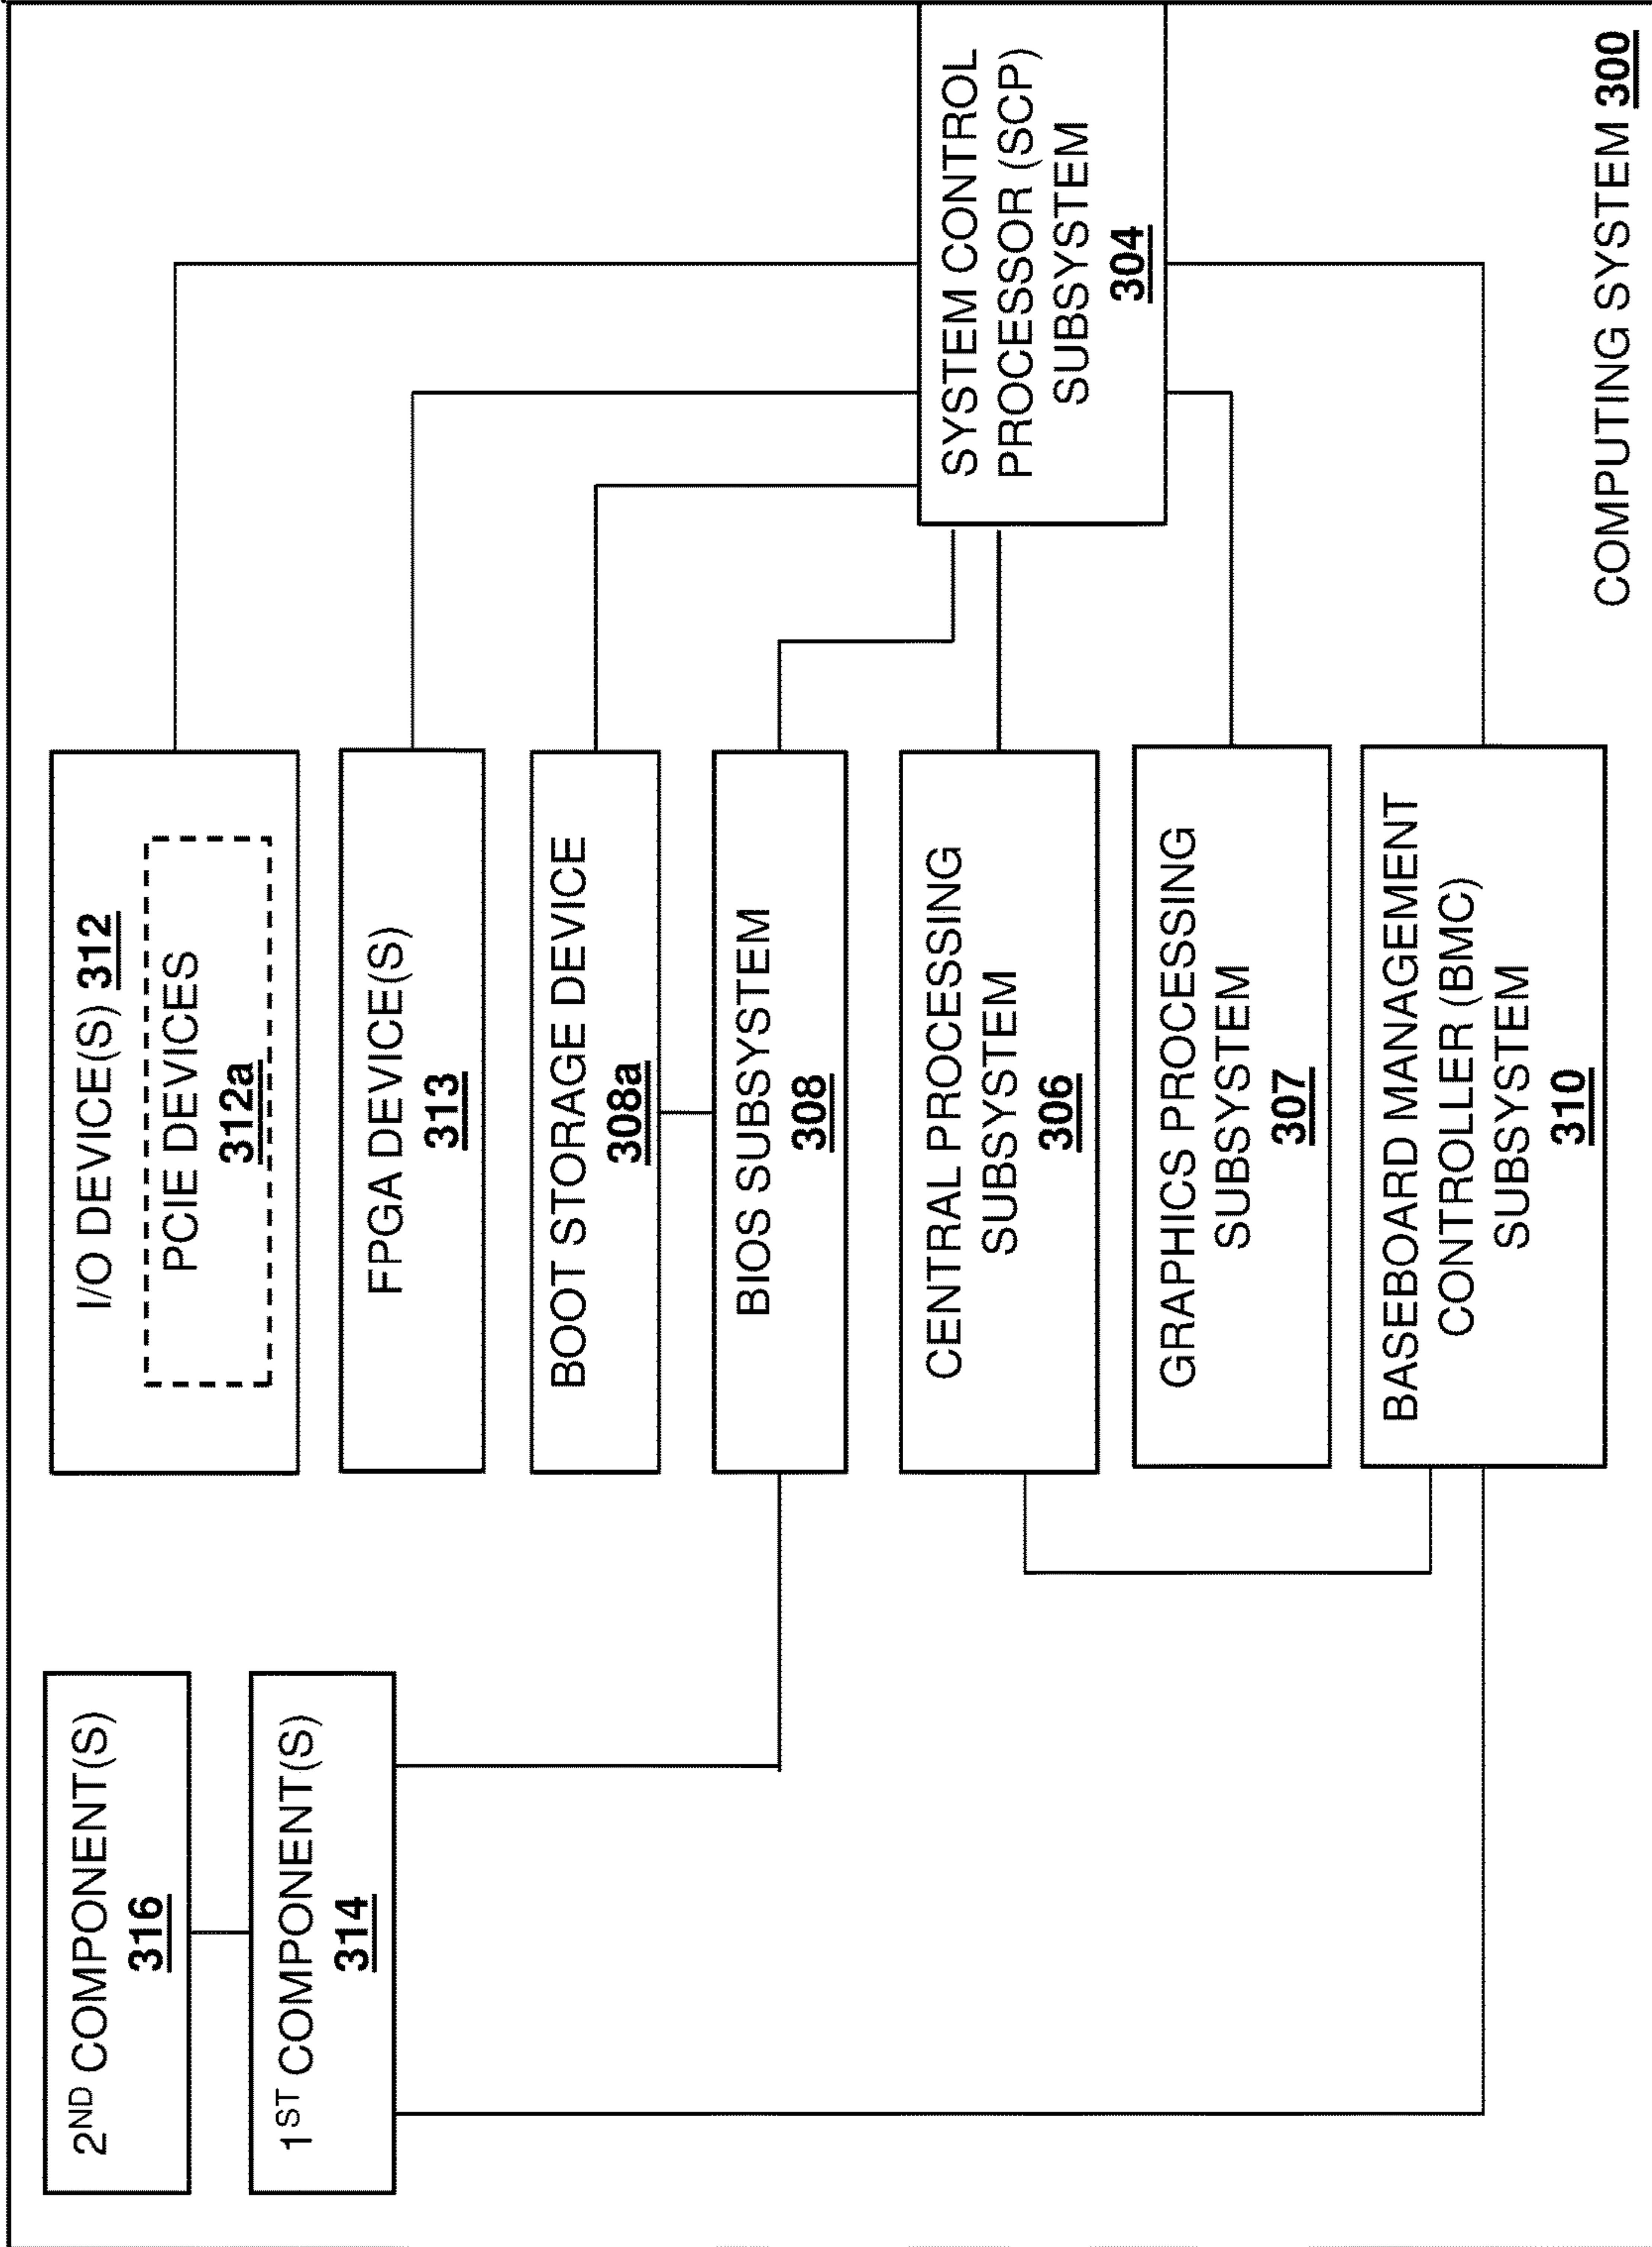 2ND COMPONENT(S)
316
1ST COMPONENT(S)
314
I/O DEVICE(S) 312
PCIE DEVICES
312a
FPGA DEVICE(S)
313
BOOT STORAGE DEVICE
308a
BIOS SUBSYSTEM
308
CENTRAL PROCESSING
SUBSYSTEM
306
GRAPHICS PROCESSING
SUBSYSTEM
307
BASEBOARD MANAGEMENT
CONTROLLER (BMC)
SUBSYSTEM
310
SYSTEM CONTROL
PROCESSOR (SCP)
SUBSYSTEM
304
COMPUTING SYSTEM 300